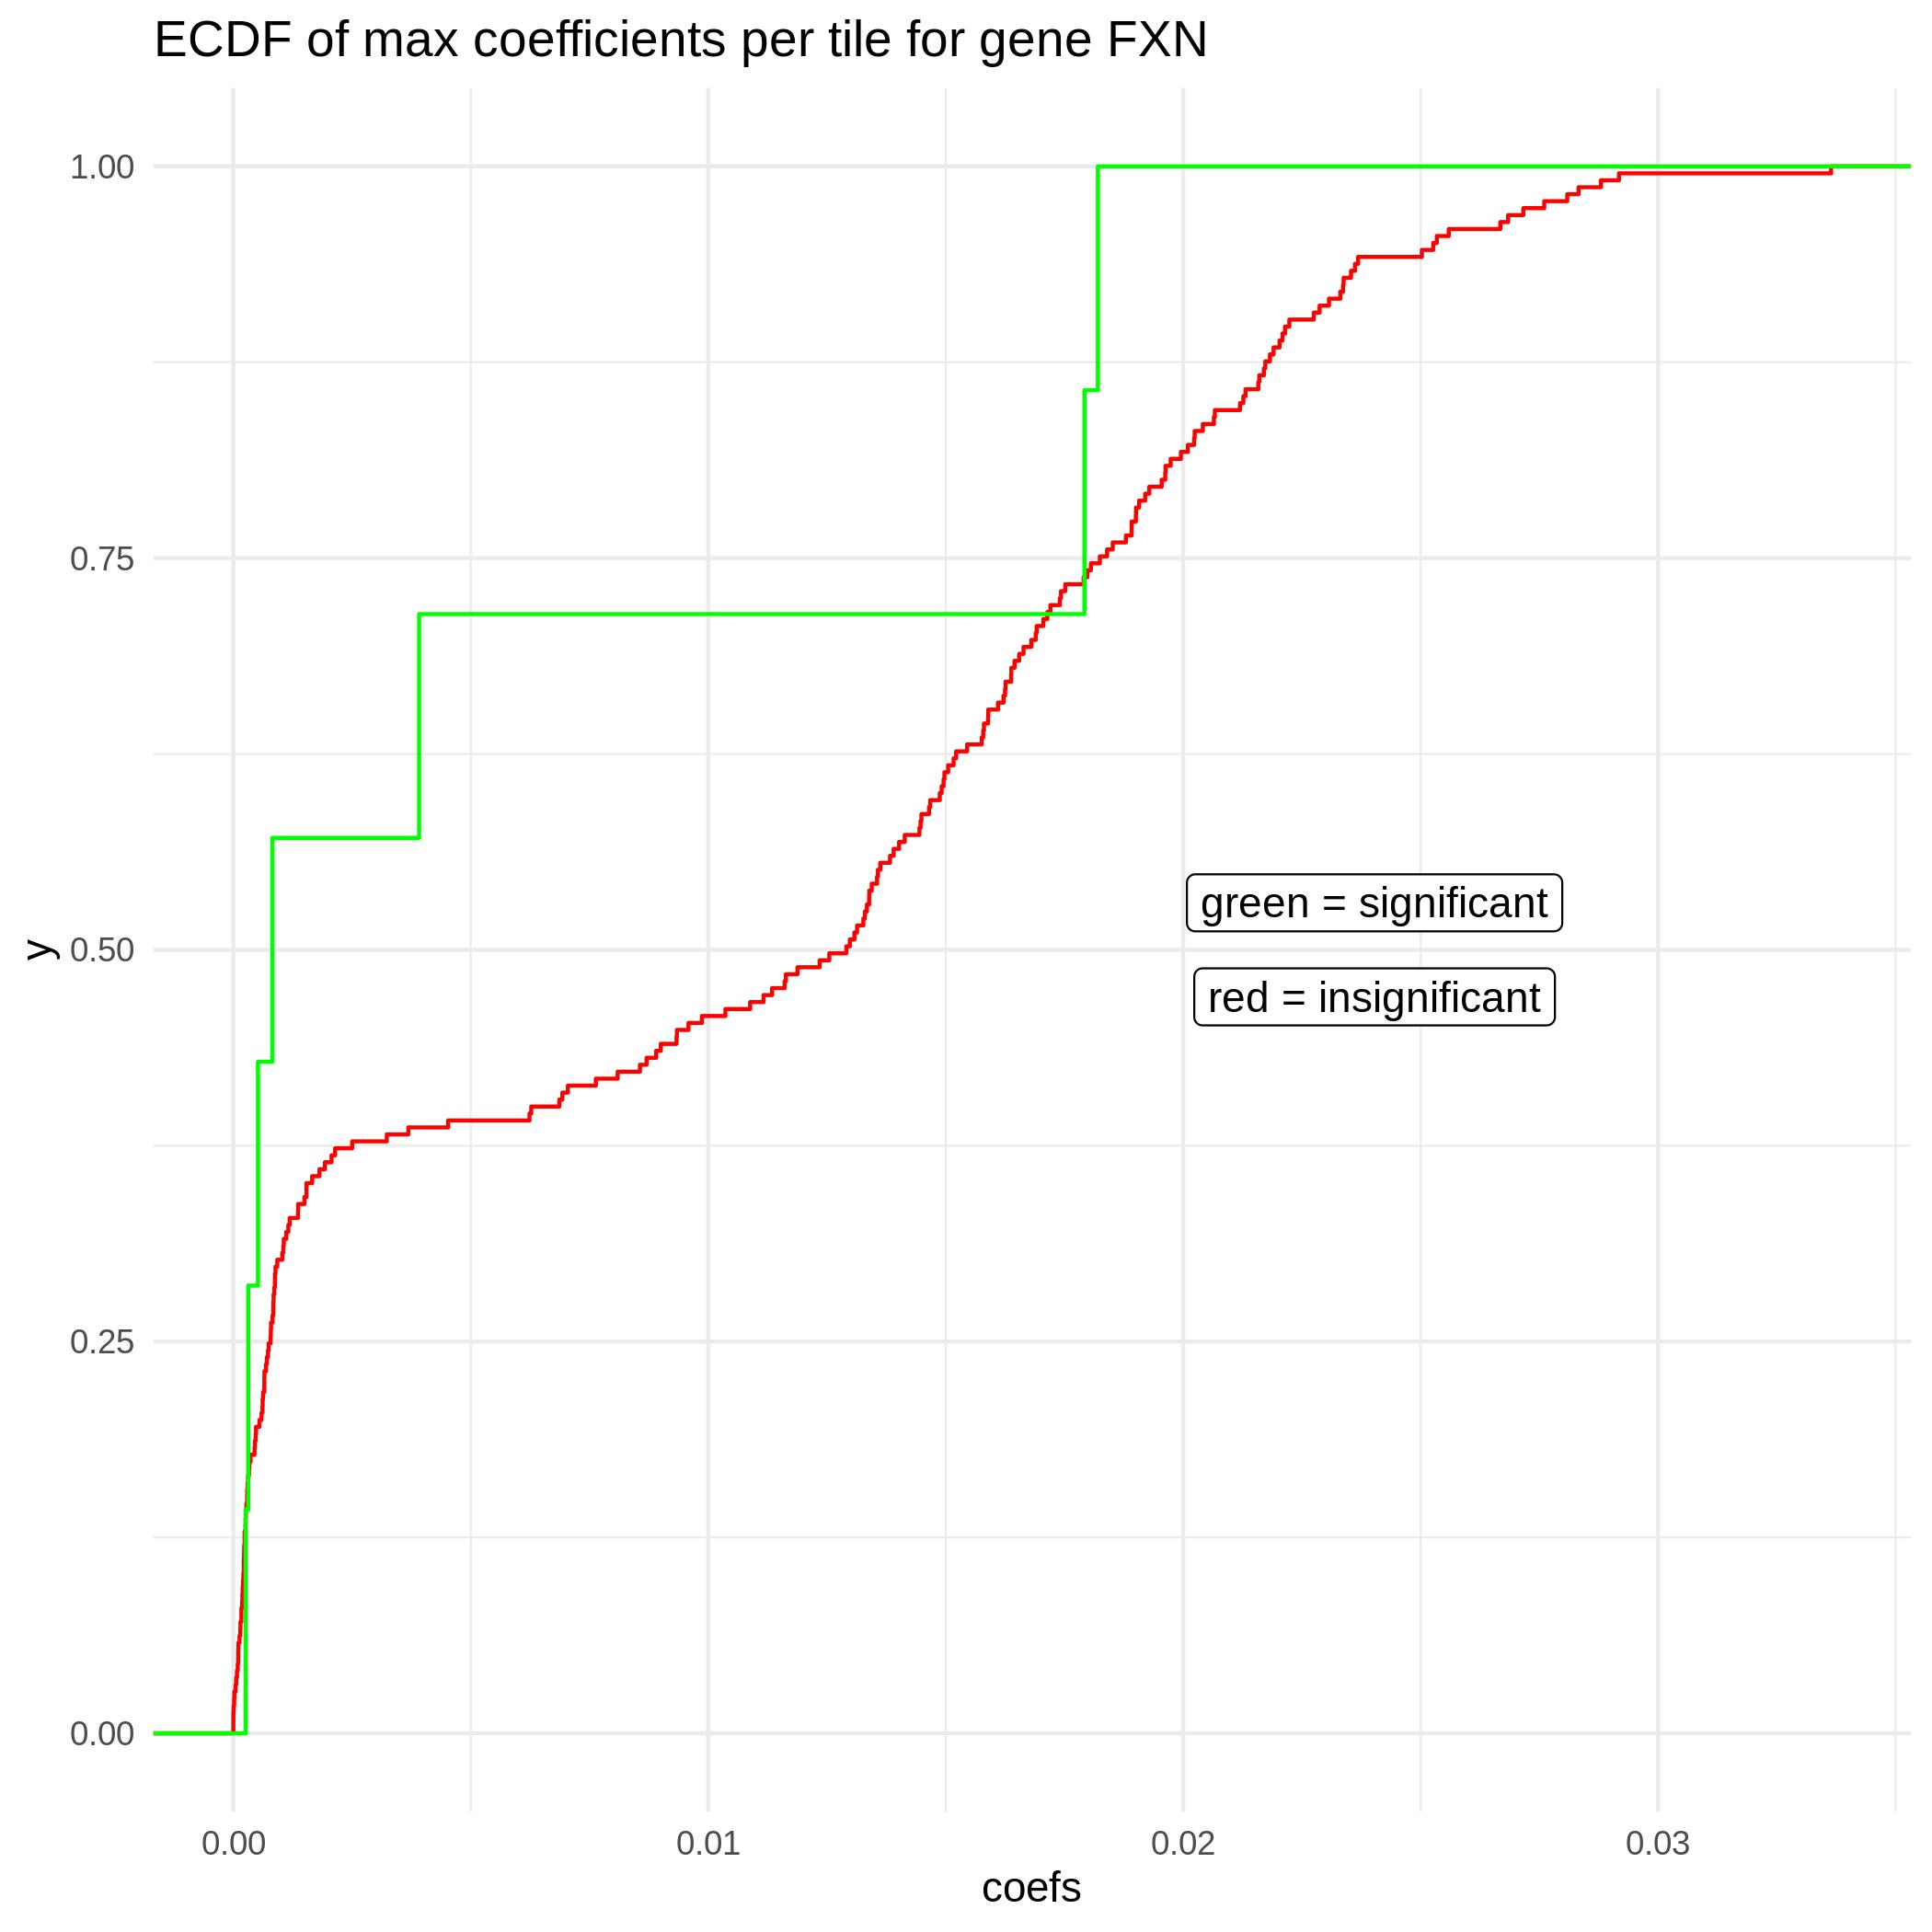 ECDF of max coefficients per tile for gene FXN
1.00
0.75
0.50
0.25
0.00
y
green = significant
red = insignificant
0.00 0.01 0.02 0.03
coefs